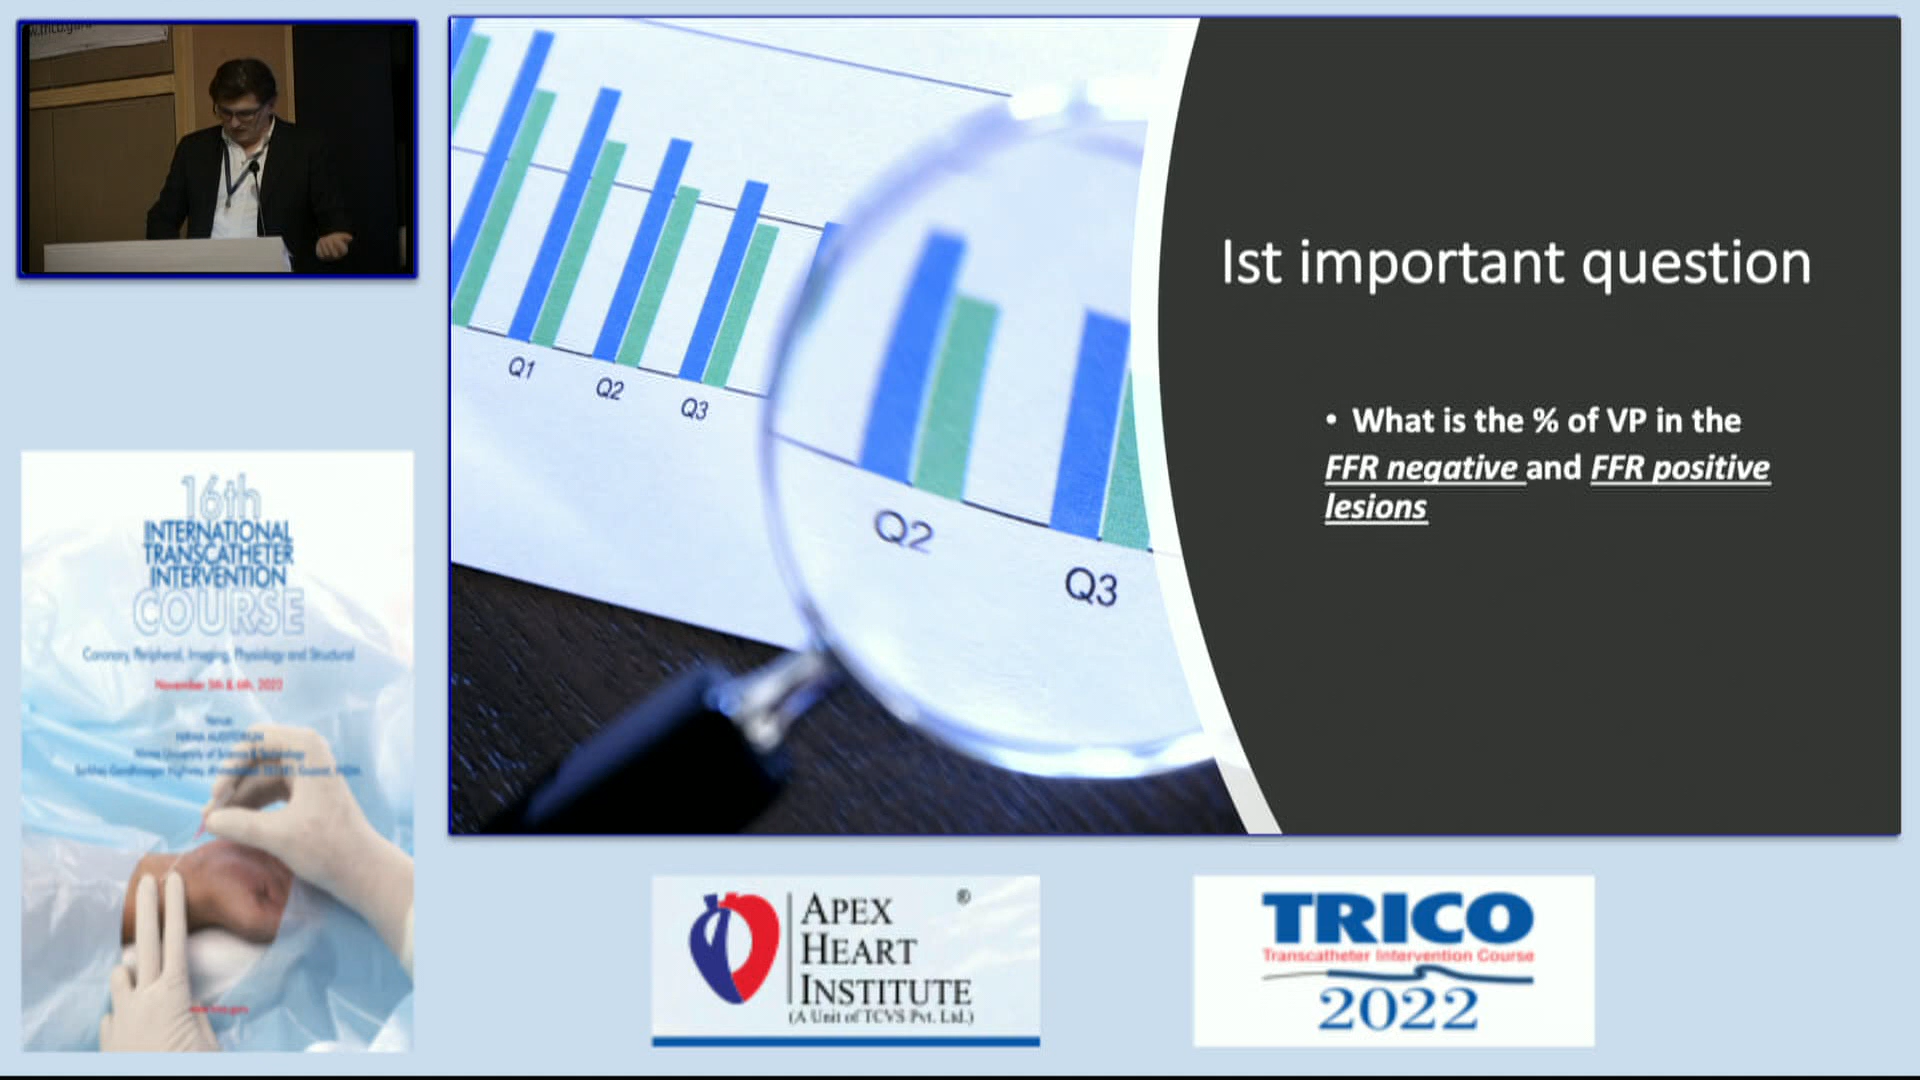 Ist important question
• What is the % of VP in the
FFR negative and FFR positive
lesions
Q1
Q2
Q3
Q2
Q3
16th
INTERNATIONAL
TRANSCATHETER
INTERVENTION
COURSE
Coronary, Peripheral, Imaging, Physiology and Structural
November 5th & 6th, 2022
Venue
APEX
HEART
INSTITUTE
®
(A Unit of TCVS Pvt. Ltd.)
TRICO
Transcatheter Intervention Course
2022